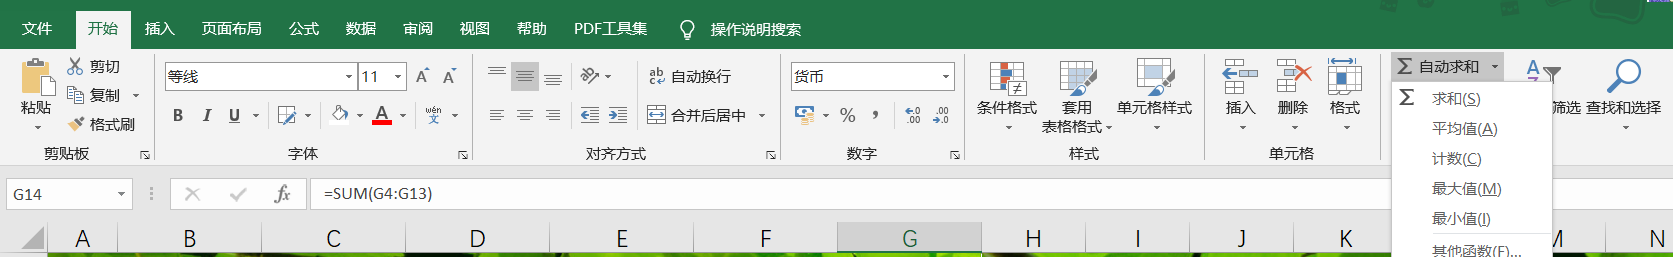 文件 开始 插入 页面布局 公式 数据 审阅 视图 帮助 PDF工具集 操作说明搜索
剪切
复制
格式刷
粘贴
剪贴板
等线 11 A A
B I U A wén 文
字体
ab c 自动换行
合并后居中
对齐方式
货币
% , .0 .00 .00 .0
数字
条件格式
套用
表格格式
单元格样式
样式
插入 删除 格式
单元格
Σ 自动求和
A Z
筛选 查找和选择
Σ 求和(S)
平均值(A)
计数(C)
最大值(M)
最小值(I)
其他函数(F)...
G14 fx =SUM(G4:G13)
A B C D E F G H I J K M N